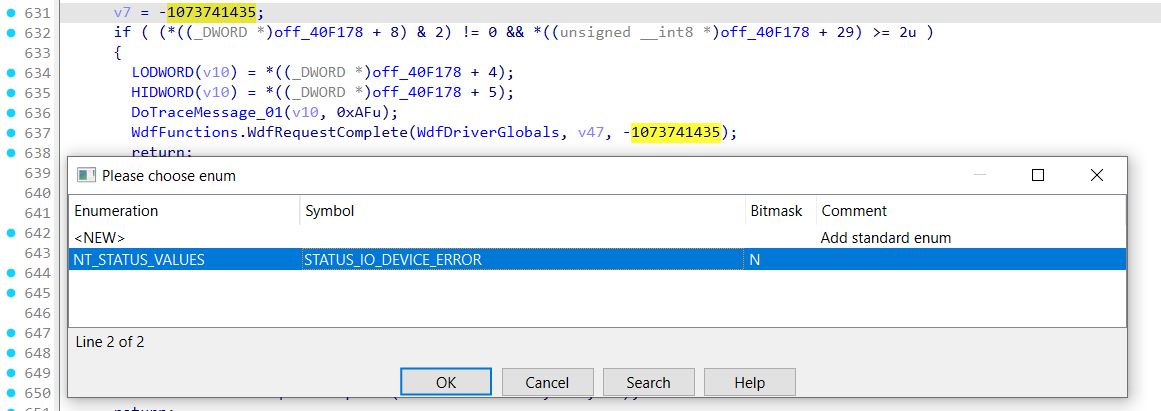 631 v7 = -1073741435;
632 if ( (*((_DWORD *)off_40F178 + 8) & 2) != 0 && *((unsigned __int8 *)off_40F178 + 29) >= 2u )
633 {
634 LODWORD(v10) = *((_DWORD *)off_40F178 + 4);
635 HIDWORD(v10) = *((_DWORD *)off_40F178 + 5);
636 DoTraceMessage_01(v10, 0xAFu);
637 WdfFunctions.WdfRequestComplete(WdfDriverGlobals, v47, -1073741435);
638 return;
639
640
641
642
643
644
645
646
647
648
649
650
Please choose enum
Enumeration Symbol Bitmask Comment
<NEW> Add standard enum
NT_STATUS_VALUES STATUS_IO_DEVICE_ERROR N
Line 2 of 2
OK Cancel Search Help